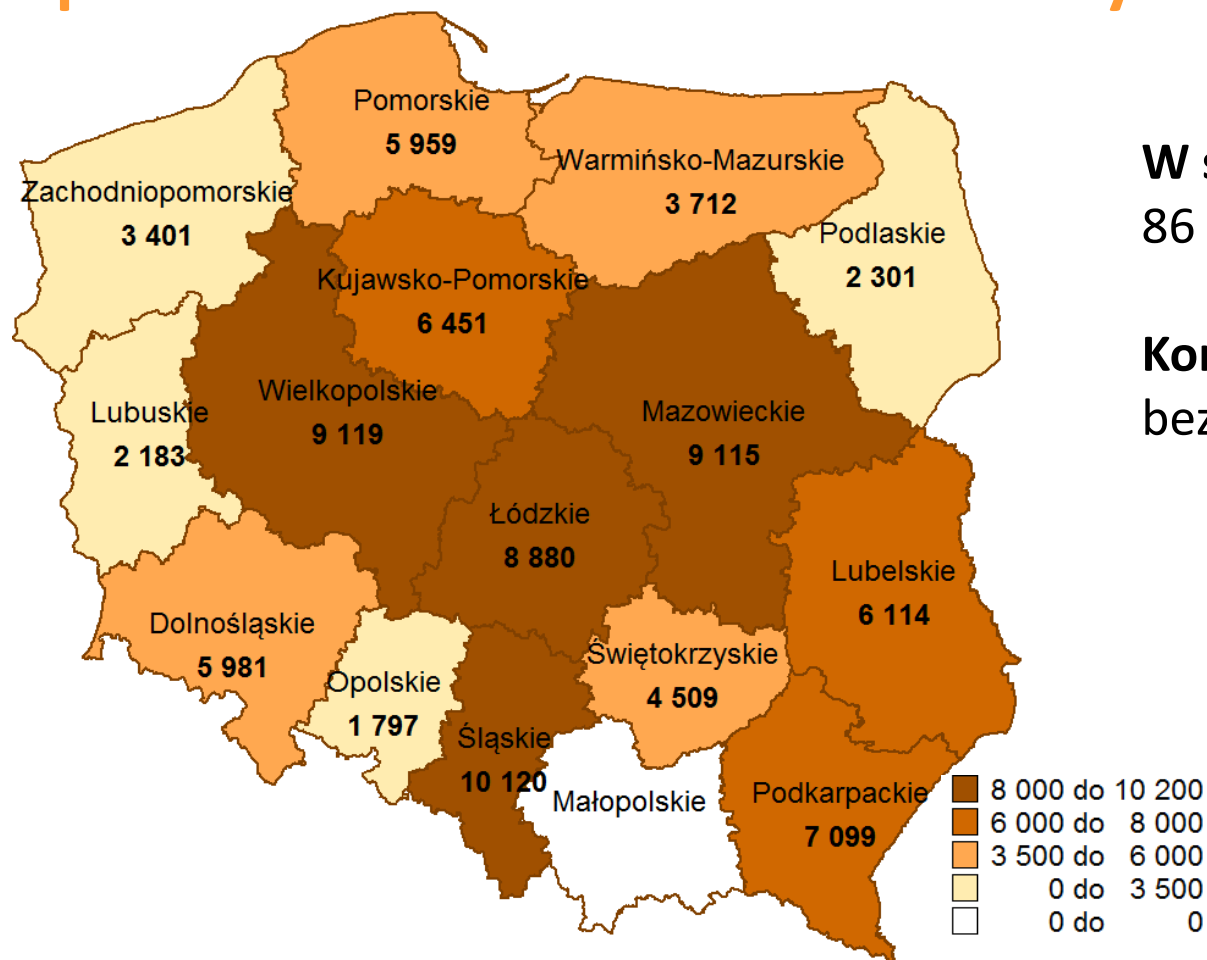 Pomorskie
5 959
Warmińsko-Mazurskie
3 712
Zachodniopomorskie
3 401
Podlaskie
2 301
Kujawsko-Pomorskie
6 451
Wielkopolskie
9 119
Mazowieckie
9 115
Lubuskie
2 183
Łódzkie
8 880
Lubelskie
6 114
Dolnośląskie
5 981
Świętokrzyskie
4 509
Opolskie
1 797
Śląskie
10 120
Małopolskie
Podkarpackie
7 099
W
86
8 000 do 10 200
6 000 do 8 000
3 500 do 6 000
0 do 3 500
0 do 0